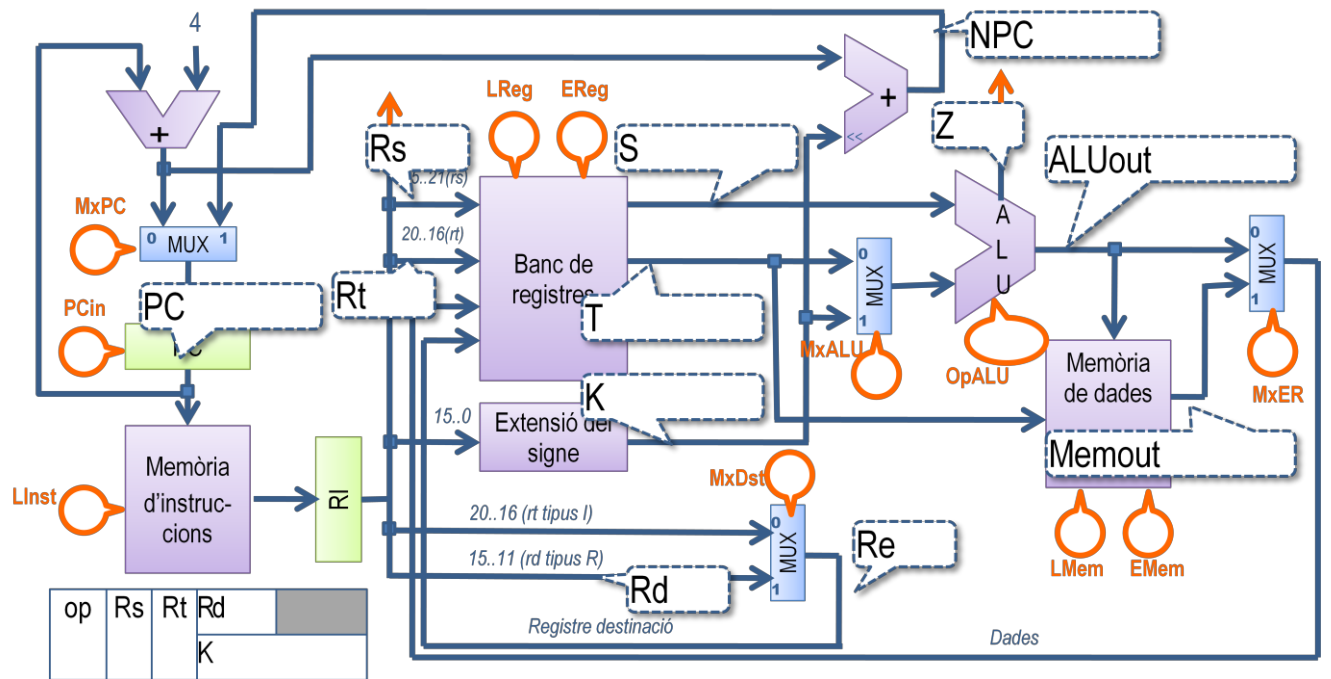 4
NPC
LReg
EReg
+
+
<<
Z
Rs
S
ALUout
5..21(rs)
MxPC
0
MUX
1
20..16(rt)
Banc de
registres
A
L
U
0
MUX
1
0
MUX
1
PCin
PC
Rt
T
MxALU
OpALU
Memòria
de dades
MxER
K
15..0
Extensió del
signe
Memòria
d'instruc-
cions
LInst
RI
MxDst
Memout
20..16 (rt tipus I)
0
MUX
1
Re
LMem
EMem
15..11 (rd tipus R)
Rd
op
Rs
Rt
Rd
K
Registre destinació
Dades